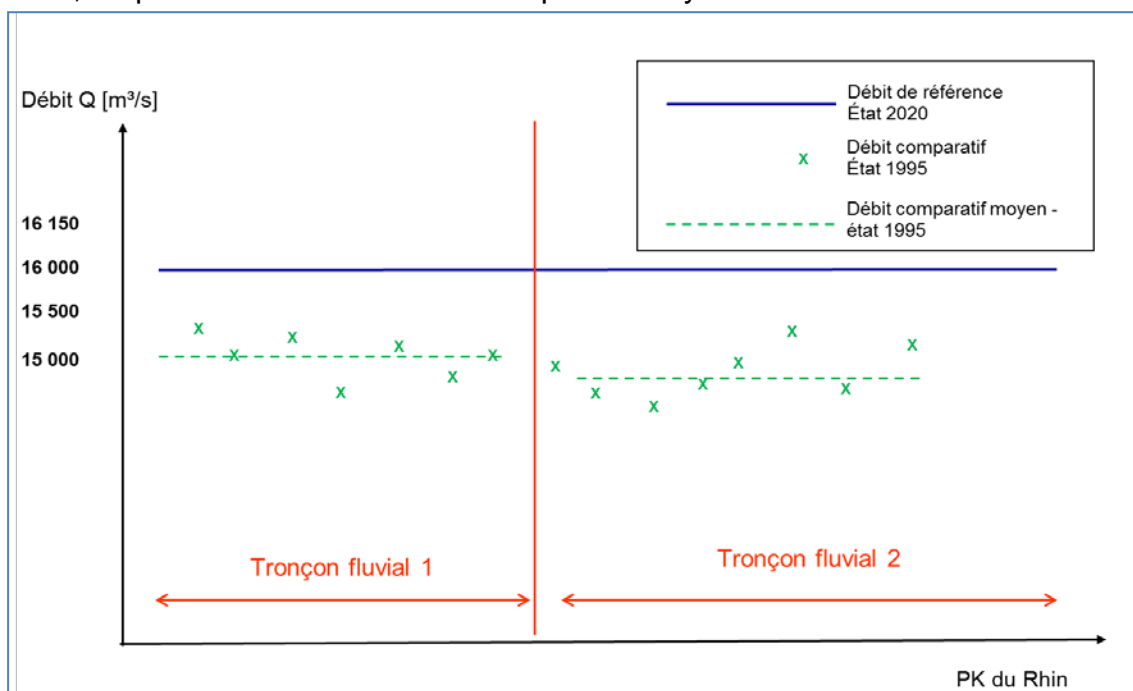 Débit Q [m³/s]
Débit de référence
État 2020
x Débit comparatif
État 1995
Débit comparatif moyen -
état 1995
16 150
16 000
15 500
15 000
x x x x x x x
x x x x x x x x
Tronçon fluvial 1
Tronçon fluvial 2
PK du Rhin